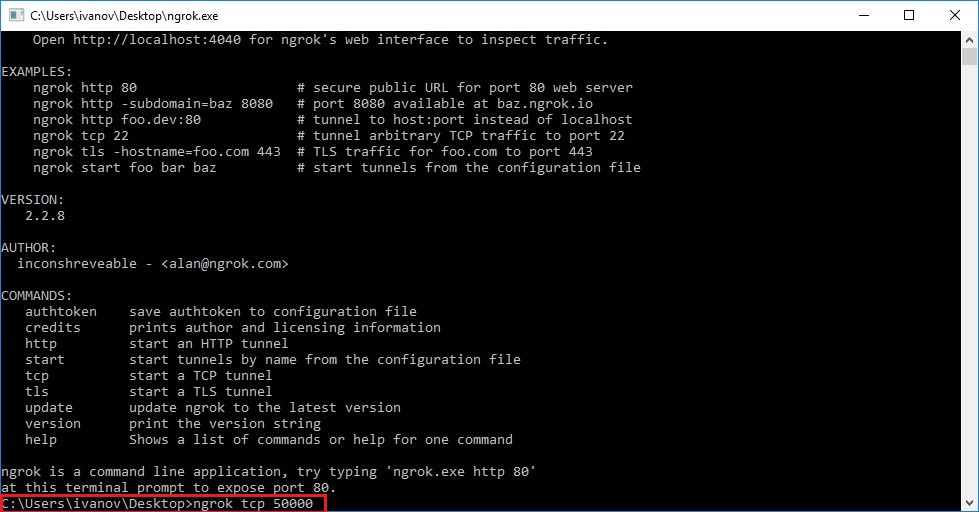 C:\Users\ivanov\Desktop\ngrok.exe
Open http://localhost:4040 for ngrok's web interface to inspect traffic.
EXAMPLES:
ngrok http 80 # secure public URL for port 80 web server
ngrok http -subdomain=baz 8080 # port 8080 available at baz.ngrok.io
ngrok http foo.dev:80 # tunnel to host:port instead of localhost
ngrok tcp 22 # tunnel arbitrary TCP traffic to port 22
ngrok tls -hostname=foo.com 443 # TLS traffic for foo.com to port 443
ngrok start foo bar baz # start tunnels from the configuration file
VERSION:
2.2.8
AUTHOR:
inconshreveable - <alan@ngrok.com>
COMMANDS:
authtoken save authtoken to configuration file
credits prints author and licensing information
http start an HTTP tunnel
start start tunnels by name from the configuration file
tcp start a TCP tunnel
tls start a TLS tunnel
update update ngrok to the latest version
version print the version string
help Shows a list of commands or help for one command
ngrok is a command line application, try typing 'ngrok.exe http 80'
at this terminal prompt to expose port 80.
C:\Users\ivanov\Desktop>ngrok tcp 50000